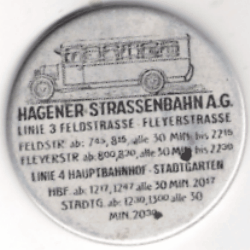 HAGENER-STRASSENBAHN A.G.
LINIE 3 FELDSTRASSE - FLEYERSTRASSE
FELDSTR. ab: 745, 815, alle 30 MIN. bis 2215
FLEYERSTR. ab: 800, 830, alle 30 MIN. bis 2230
LINIE 4 HAUPTBAHNHOF - STADTGARTEN
HBF. ab: 1217, 1247 alle 30 MIN. 2017
STADTG. ab: 1230, 1300 alle 30
MIN. 2030